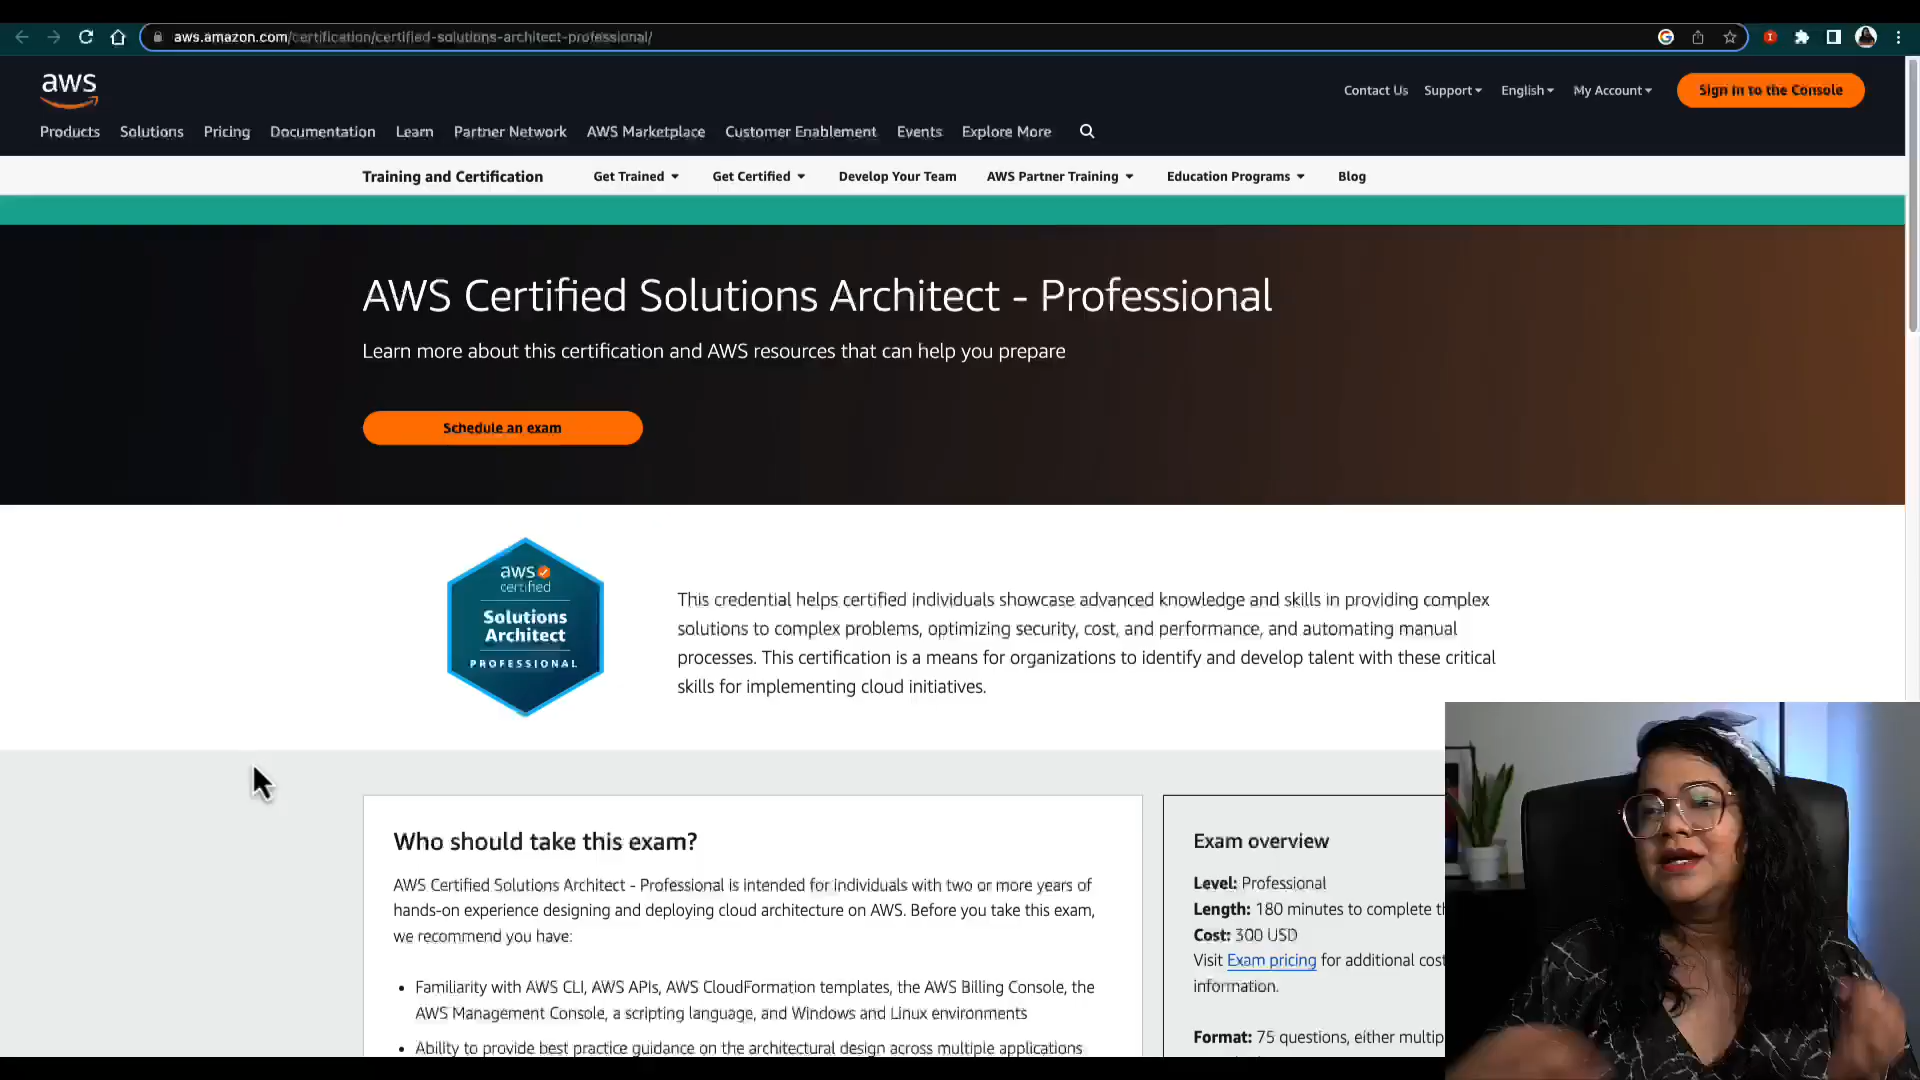 aws.amazon.com/certification/certified-solutions-architect-professional/
aws
Contact Us Support English My Account Sign In to the Console
Products Solutions Pricing Documentation Learn Partner Network AWS Marketplace Customer Enablement Events Explore More
Training and Certification Get Trained Get Certified Develop Your Team AWS Partner Training Education Programs Blog
AWS Certified Solutions Architect - Professional
Learn more about this certification and AWS resources that can help you prepare
Schedule an exam
aws
certified
Solutions
Architect
PROFESSIONAL
This credential helps certified individuals showcase advanced knowledge and skills in providing complex
solutions to complex problems, optimizing security, cost, and performance, and automating manual
processes. This certification is a means for organizations to identify and develop talent with these critical
skills for implementing cloud initiatives.
Who should take this exam?
AWS Certified Solutions Architect - Professional is intended for individuals with two or more years of
hands-on experience designing and deploying cloud architecture on AWS. Before you take this exam,
we recommend you have:
• Familiarity with AWS CLI, AWS APIs, AWS CloudFormation templates, the AWS Billing Console, the
AWS Management Console, a scripting language, and Windows and Linux environments
• Ability to provide best practice guidance on the architectural design across multiple applications
Exam overview
Level: Professional
Length: 180 minutes to complete
Cost: 300 USD
Visit Exam pricing for additional cost
information.
Format: 75 questions, either multip